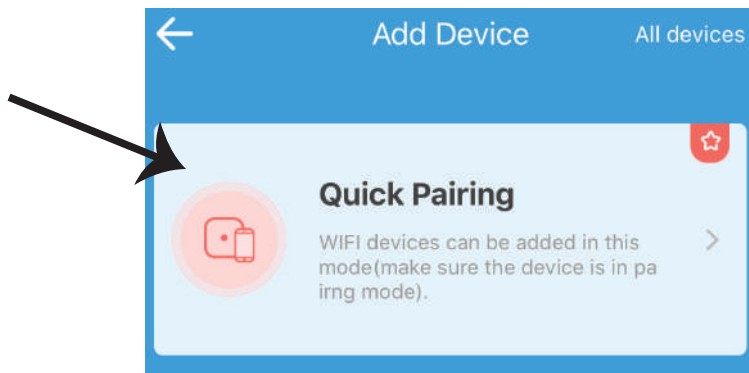 Add Device All devices
Quick Pairing
WIFI devices can be added in this
mode(make sure the device is in pa
irng mode).